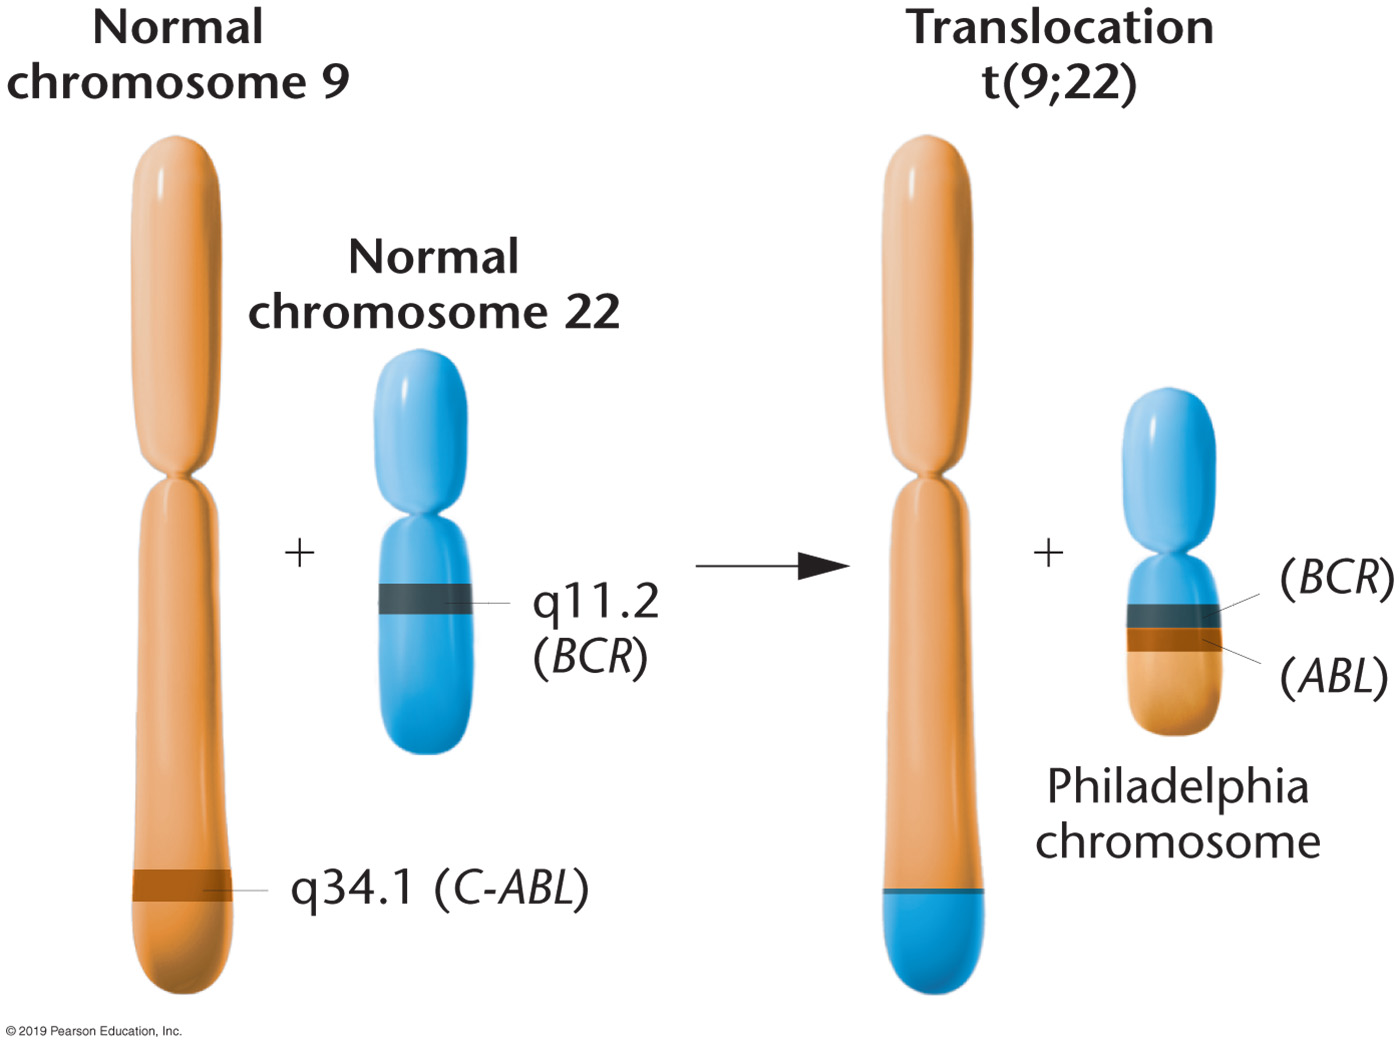 Normal
chromosome 9
Translocation
t(9;22)
Normal
chromosome 22
+
q11.2
(BCR)
q34.1 (C-ABL)
+
(BCR)
(ABL)
Philadelphia
chromosome
© 2019 Pearson Education, Inc.